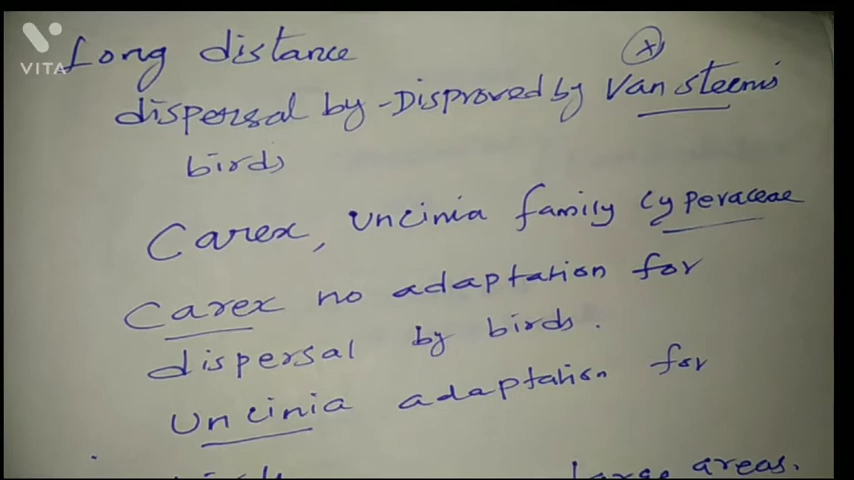 VITA
Long distance
dispersal by - Disproved by Van steenis
birds
Carex, Uncinia family Cyperaceae
Carex no adaptation for
dispersal by birds.
Uncinia adaptation for
large areas.